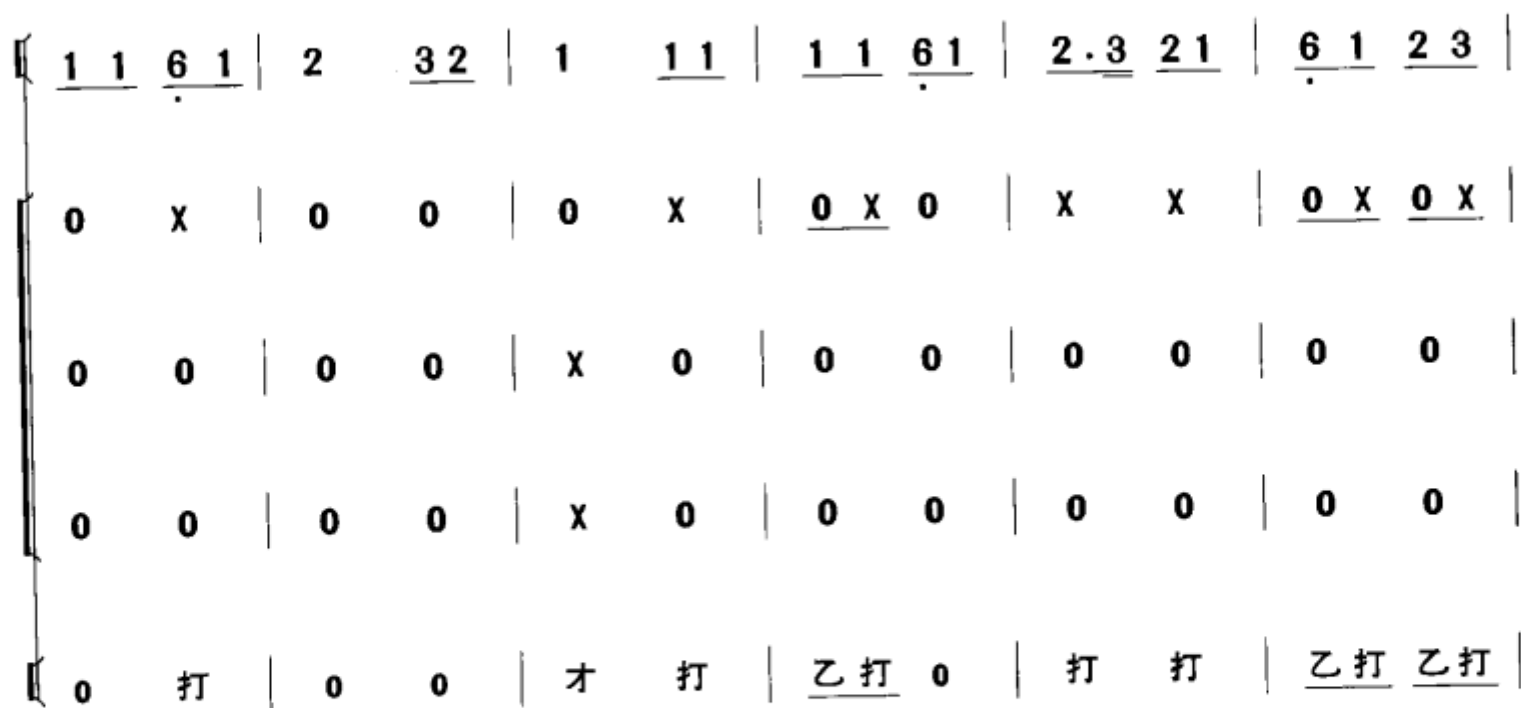 1 1 6̣ 1 | 2 3 2 | 1 1 1 | 1 1 6̣ 1 | 2 · 3 2 1 | 6̣ 1 2 3 |
0 X | 0 0 | 0 X | 0 X 0 | X X | 0 X 0 X |
0 0 | 0 0 | X 0 | 0 0 | 0 0 | 0 0 |
0 0 | 0 0 | X 0 | 0 0 | 0 0 | 0 0 |
0 打 | 0 0 | 才 打 | 乙 打 0 | 打 打 | 乙 打 乙 打 |